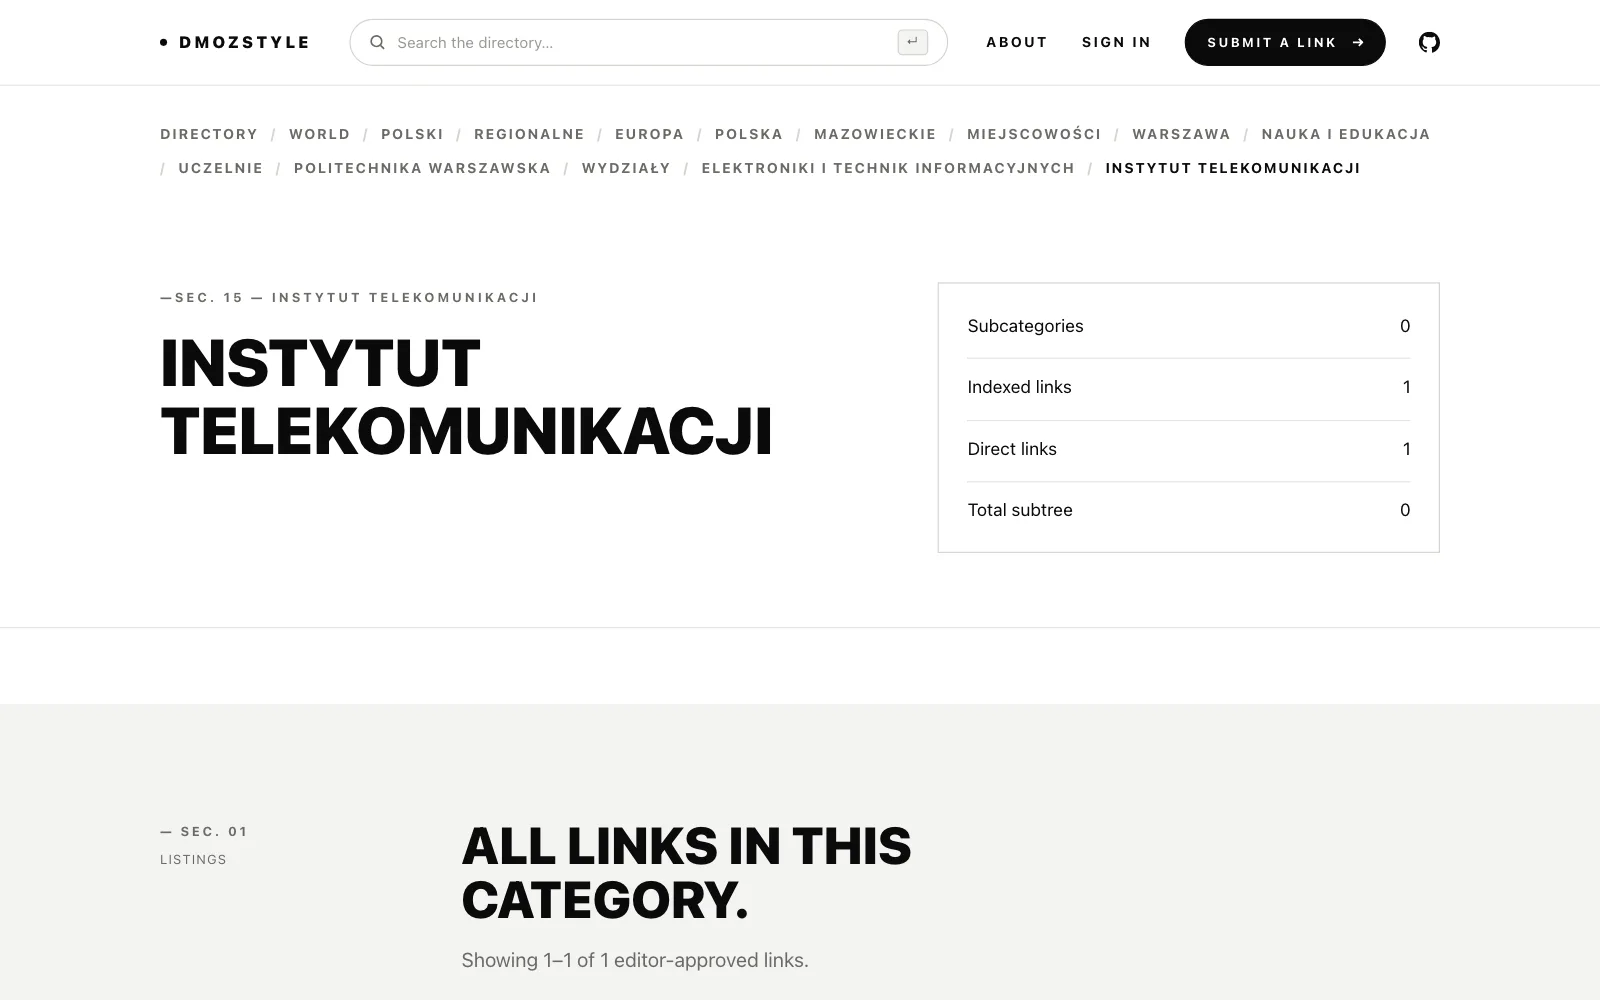 DMOZSTYLE
Search the directory...
ABOUT
SIGN IN
SUBMIT A LINK →
DIRECTORY / WORLD / POLSKI / REGIONALNE / EUROPA / POLSKA / MAZOWIECKIE / MIEJSCOWOŚCI / WARSZAWA / NAUKA I EDUKACJA
/ UCZELNIE / POLITECHNIKA WARSZAWSKA / WYDZIAŁY / ELEKTRONIKI I TECHNIK INFORMACYJNYCH / INSTYTUT TELEKOMUNIKACJI
—SEC. 15 — INSTYTUT TELEKOMUNIKACJI
INSTYTUT
TELEKOMUNIKACJI
Subcategories 0
Indexed links 1
Direct links 1
Total subtree 0
— SEC. 01
LISTINGS
ALL LINKS IN THIS
CATEGORY.
Showing 1–1 of 1 editor-approved links.